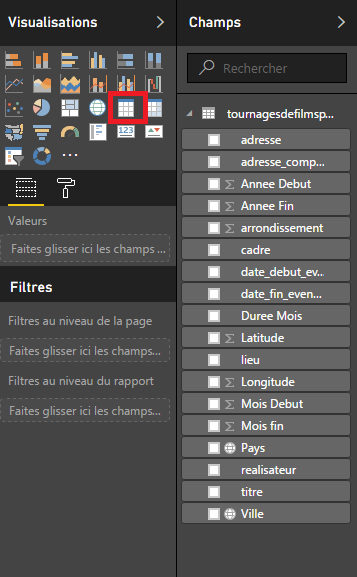 Visualisations
123
Valeurs
Faites glisser ici les champs ...
Filtres
Filtres au niveau de la page
Faites glisser ici les champs...
Filtres au niveau du rapport
Faites glisser ici les champs...
Champs
Rechercher
tournagesdefilmsp...
adresse
adresse_comp...
Σ Annee Debut
Σ Annee Fin
Σ arrondissement
cadre
date_debut_ev...
date_fin_even...
Duree Mois
Σ Latitude
lieu
Σ Longitude
Σ Mois Debut
Σ Mois fin
Pays
realisateur
titre
Ville